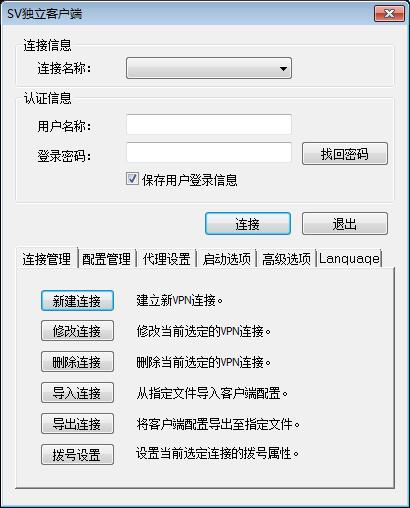 SV独立客户端
连接信息
连接名称:
认证信息
用户名称:
登录密码:
找回密码
保存用户登录信息
连接 退出
连接管理 配置管理 代理设置 启动选项 高级选项 Language
新建连接 建立新VPN连接。
修改连接 修改当前选定的VPN连接。
删除连接 删除当前选定的VPN连接。
导入连接 从指定文件导入客户端配置。
导出连接 将客户端配置导出至指定文件。
拨号设置 设置当前选定连接的拨号属性。